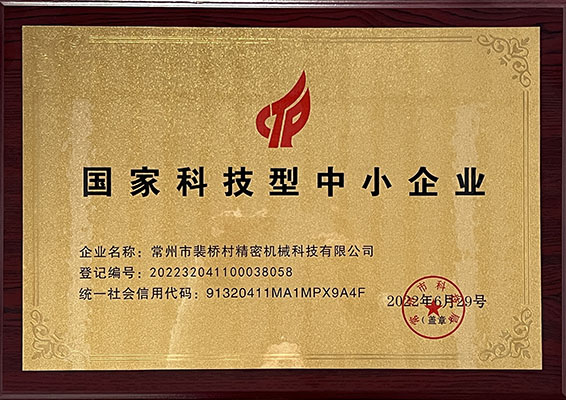 国家科技型中小企业
企业名称：常州市裴桥村精密机械科技有限公司
登记编号：202232041100038058
统一社会信用代码：91320411MA1MPX9A4F
2022年6月29号
（盖章）